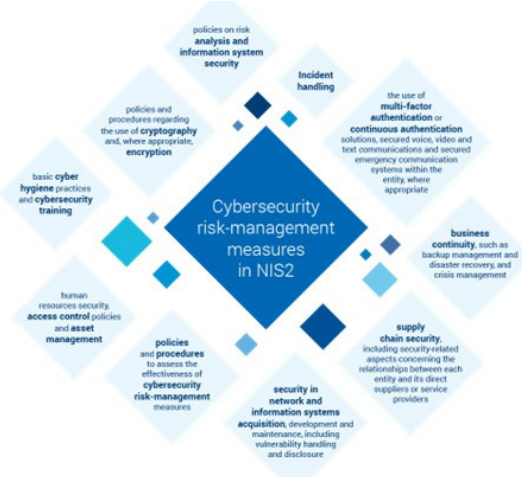 policies on risk
analysis and
information system
security
Incident
handling
the use of
multi-factor
authentication or
continuous authentication
solutions, secured voice, video and
text communications and secured
emergency communication
systems within the
entity, where
appropriate
business
continuity, such as
backup management and
disaster recovery, and
crisis management
supply
chain security,
including security-related
aspects concerning the
relationships between each
entity and its direct
suppliers or service
providers
security in
network and
information systems
acquisition, development and
maintenance, including
vulnerability handling
and disclosure
policies
and procedures
to assess the
effectiveness of
cybersecurity
risk-management
measures
human
resources security,
access control policies
and asset
management
basic cyber
hygiene practices
and cybersecurity
training
policies and
procedures regarding
the use of cryptography
and, where appropriate,
encryption
Cybersecurity
risk-management
measures
in NIS2